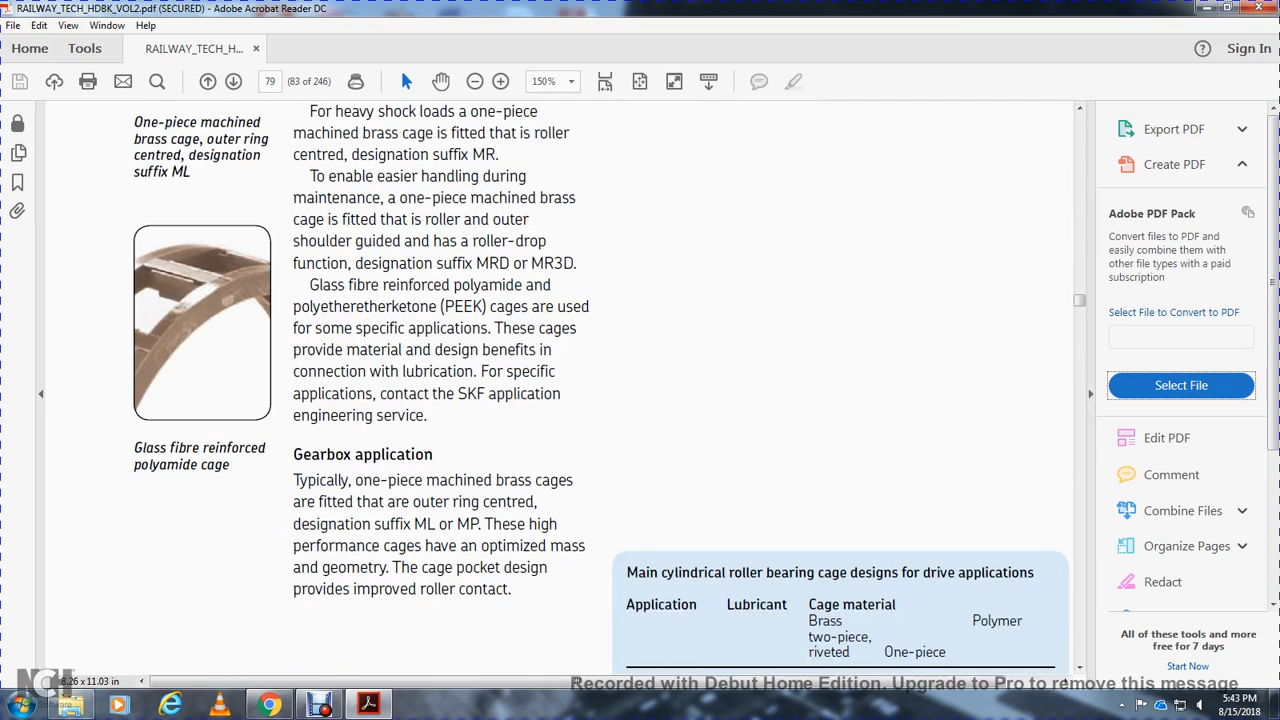 RAILWAY_TECH_HDBK_VOL2.pdf (SECURED) - Adobe Acrobat Reader DC
File Edit View Window Help
Home Tools RAILWAY_TECH_H... × Sign In
79 (83 of 246) 150%
One-piece machined
brass cage, outer ring
centred, designation
suffix ML
Glass fibre reinforced
polyamide cage
For heavy shock loads a one-piece
machined brass cage is fitted that is roller
centred, designation suffix MR.
To enable easier handling during
maintenance, a one-piece machined brass
cage is fitted that is roller and outer
shoulder guided and has a roller-drop
function, designation suffix MRD or MR3D.
Glass fibre reinforced polyamide and
polyetheretherketone (PEEK) cages are used
for some specific applications. These cages
provide material and design benefits in
connection with lubrication. For specific
applications, contact the SKF application
engineering service.
Gearbox application
Typically, one-piece machined brass cages
are fitted that are outer ring centred,
designation suffix ML or MP. These high
performance cages have an optimized mass
and geometry. The cage pocket design
provides improved roller contact.
Main cylindrical roller bearing cage designs for drive applications
Application Lubricant Cage material
Brass Polymer
two-piece,
riveted One-piece
Export PDF
Create PDF
Adobe PDF Pack
Convert files to PDF and
easily combine them with
other file types with a paid
subscription
Select File to Convert to PDF
Select File
Edit PDF
Comment
Combine Files
Organize Pages
Redact
All of these tools and more
free for 7 days
Start Now
8.26 x 11.03 in
NCH
Software
Recorded with Debut Home Edition. Upgrade to Pro to remove this message
5:43 PM
8/15/2018